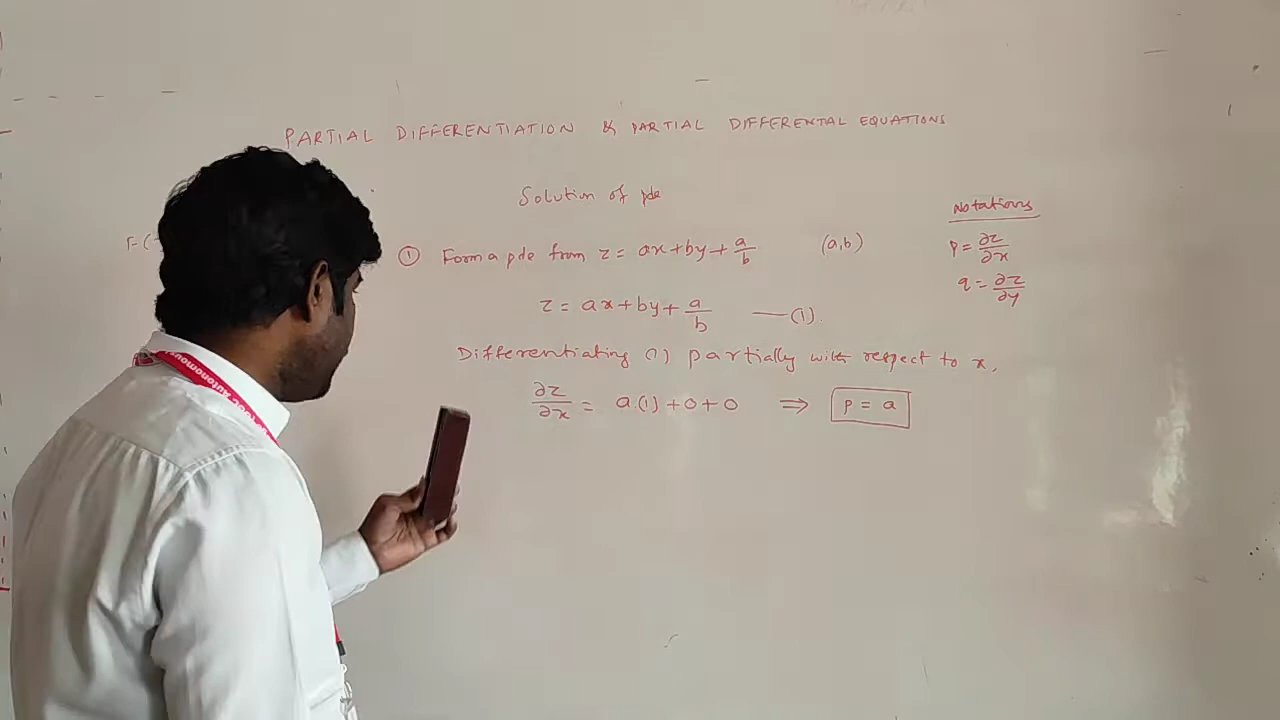 PARTIAL DIFFERENTIATION & PARTIAL DIFFERENTAL EQUATIONS
Solution of pde
Notations
F(
① Form a pde from z = ax+by+a/b (a,b)
p = ∂z/∂x
q = ∂z/∂y
z = ax+by+a/b —(1).
Differentiating (1) partially with respect to x,
∂z/∂x = a.(1)+0+0 ⇒ p = a
Autonomous